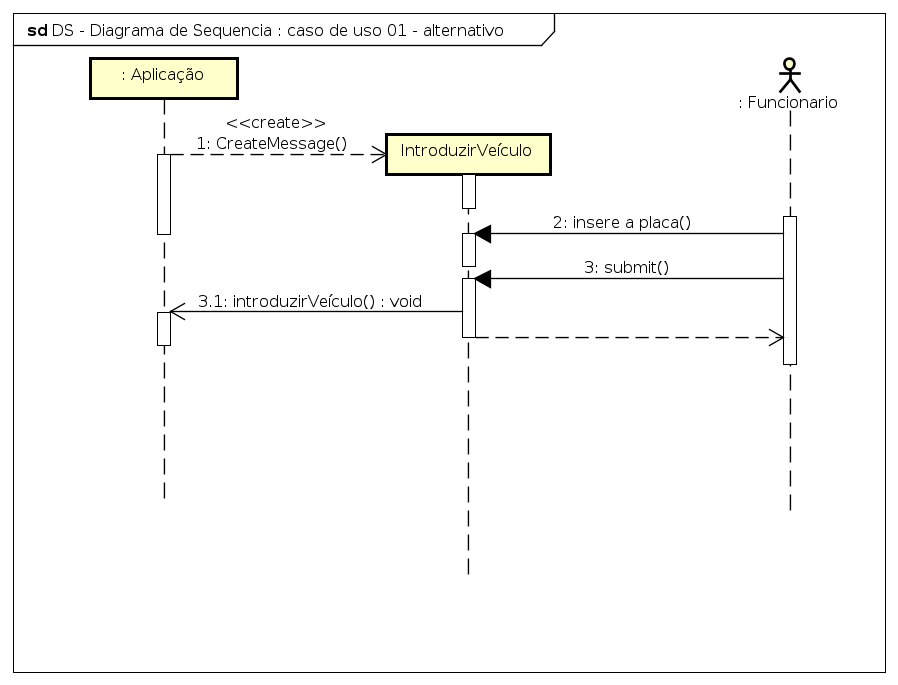 sd DS - Diagrama de Sequencia : caso de uso 01 - alternativo
: Aplicação
<<create>>
1: CreateMessage()
IntroduzirVeículo
: Funcionario
2: insere a placa()
3: submit()
3.1: introduzirVeículo() : void